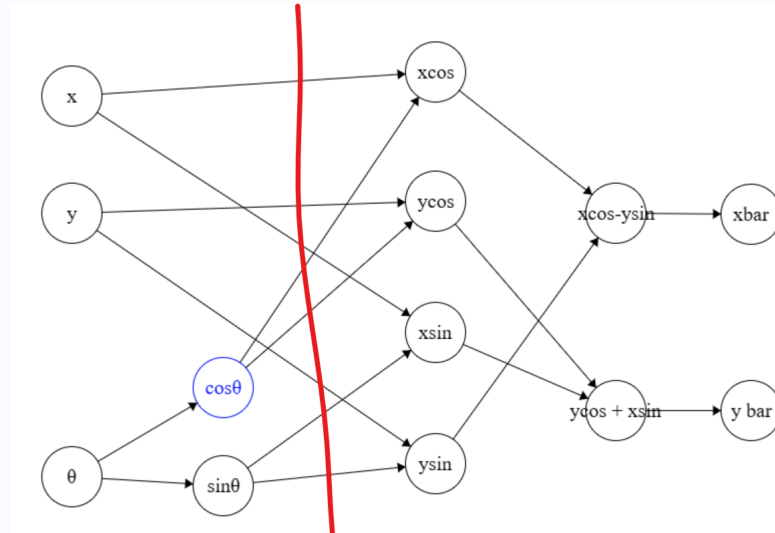 x
xcos
y
ycos
xcos-ysin
xbar
xsin
cosθ
ycos + xsin
y bar
θ
sinθ
ysin